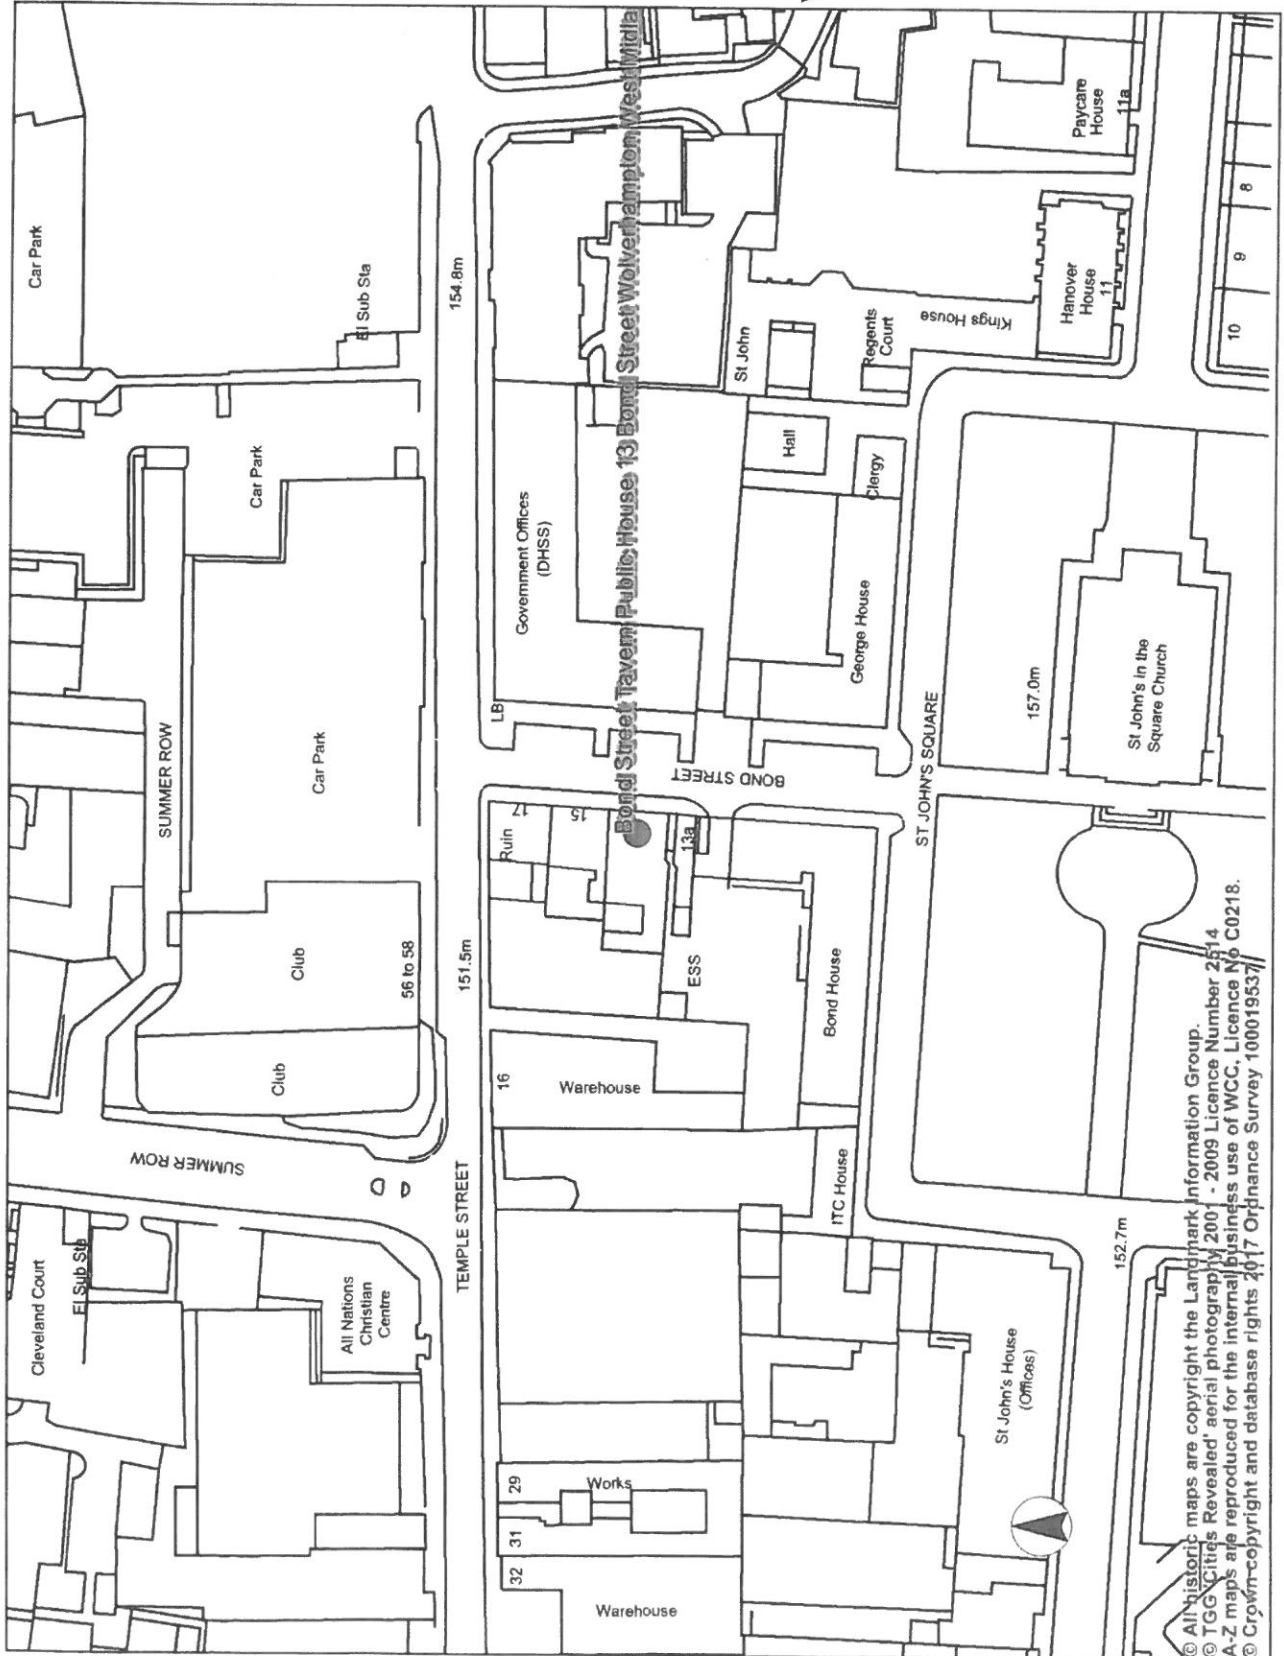 Car Park
El Sub Sta
Car Park
SUMMER ROW
Car Park
Club
56 to 58
Club
SUMMER ROW
Cleveland Court
El Sub Sta
All Nations
Christian
Centre
154.8m
151.5m
TEMPLE STREET
Government Offices
(DHSS)
LB
Bond Street Tavern Public House 13 Bond Street Wolverhampton West Midla
BOND STREET
Ruin
17
15
13a
ESS
Bond House
16
Warehouse
ITC House
29
Works
31
32
Warehouse
St John
Regents
Court
Kings House
Hall
Clergy
George House
Paycare
House
11a
Hanover
House
11
8
9
10
ST JOHN'S SQUARE
157.0m
St John's in the
Square Church
152.7m
St John's House
(Offices)
© All historic maps are copyright the Landmark Information Group.
© TGG 'Cities Revealed' aerial photography 2001 - 2009 Licence Number 2514
A-Z maps are reproduced for the internal business use of WCC, Licence No C0218.
© Crown copyright and database rights 2017 Ordnance Survey 100019537